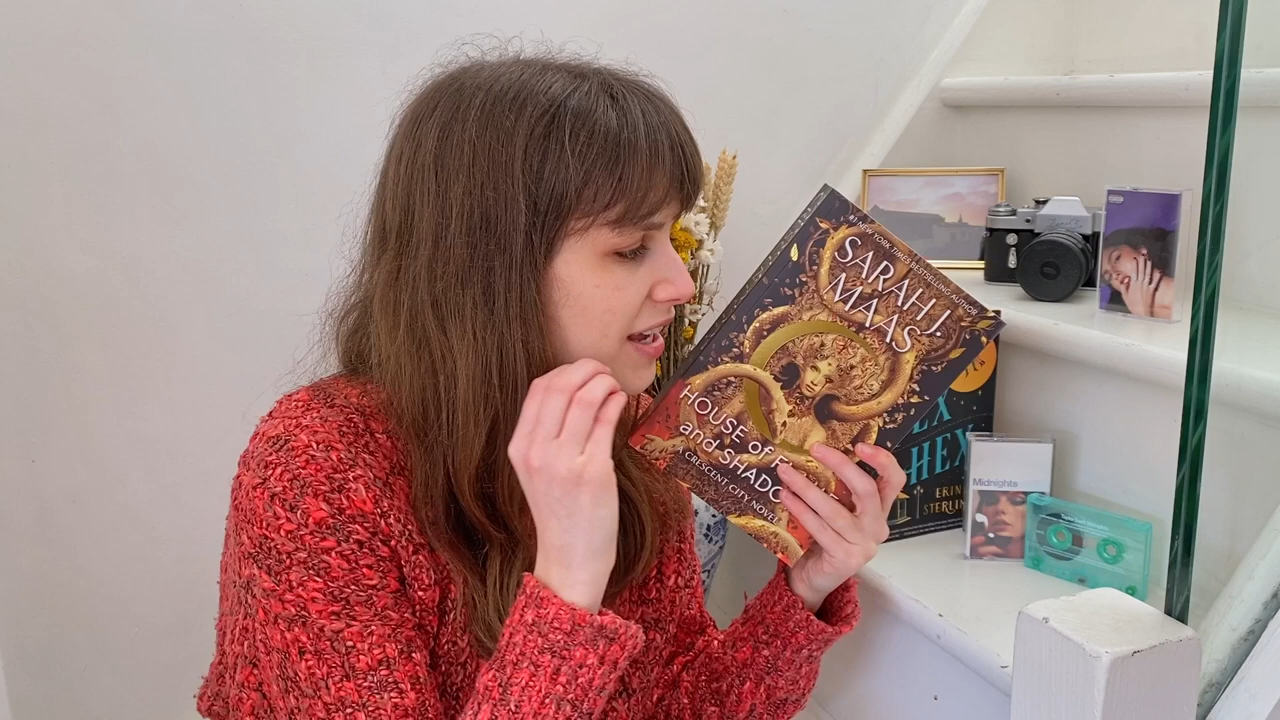 #1 NEW YORK TIMES BESTSELLING AUTHOR
SARAH J.
MAAS
HOUSE of
and SHADO
A CRESCENT CITY NOVEL
EX
HEX
ERIN
STERLIN
Midnights